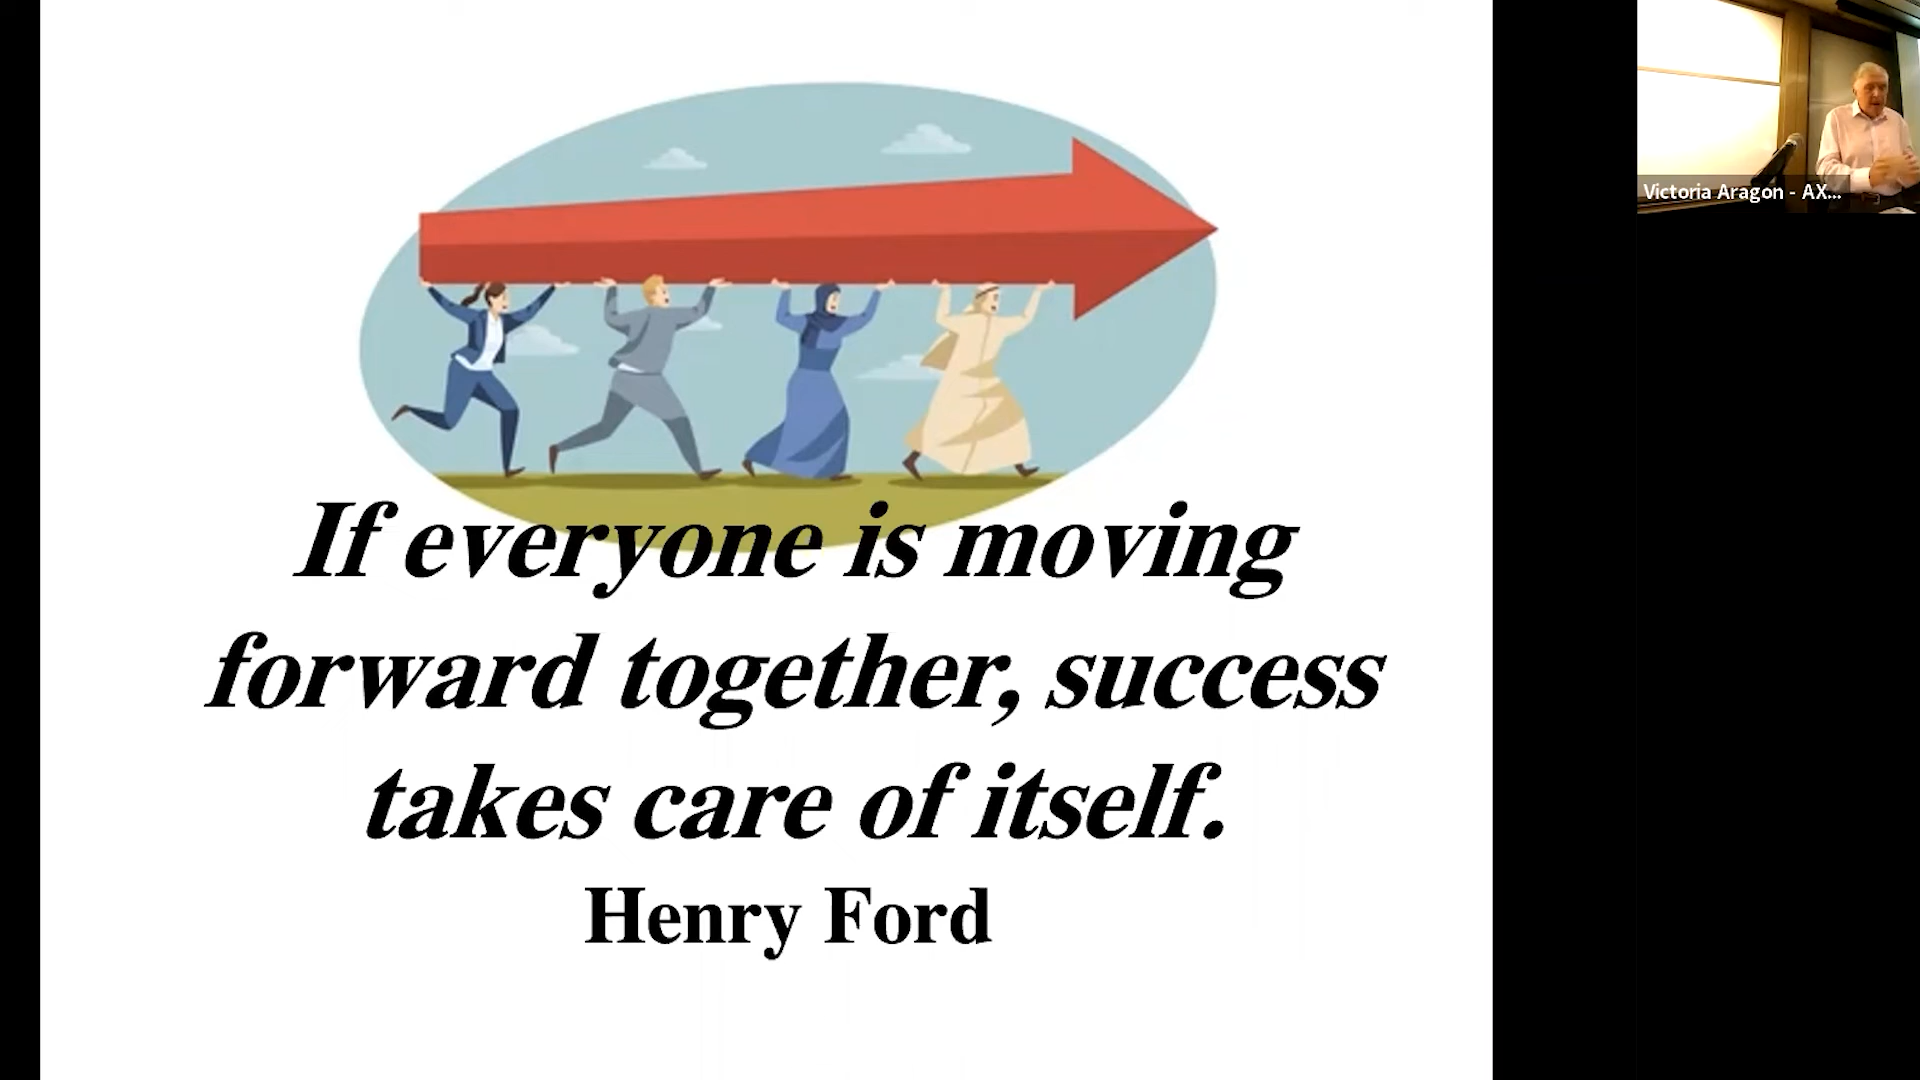 If everyone is moving
forward together, success
takes care of itself.
Henry Ford
Victoria Aragon - AX...